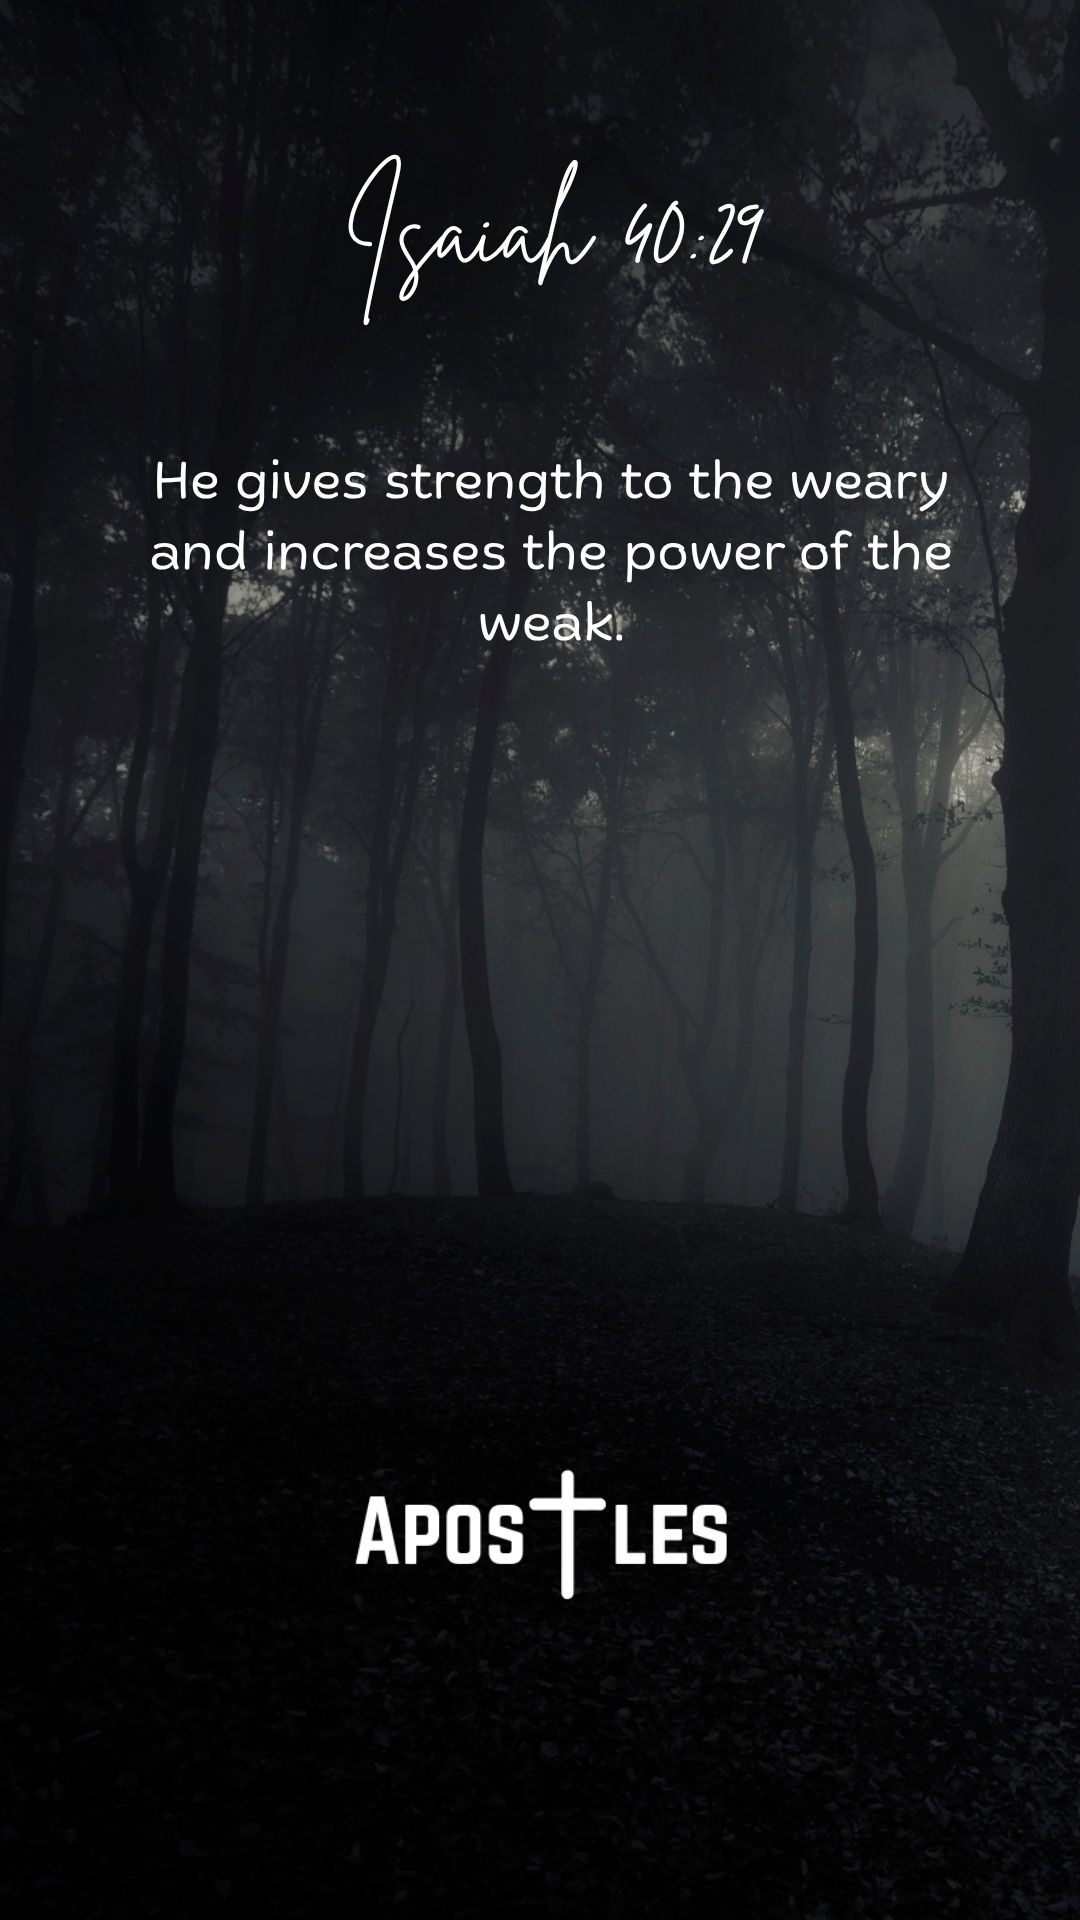 Isaiah 40:29
He gives strength to the weary
and increases the power of the
weak.
APOSTLES